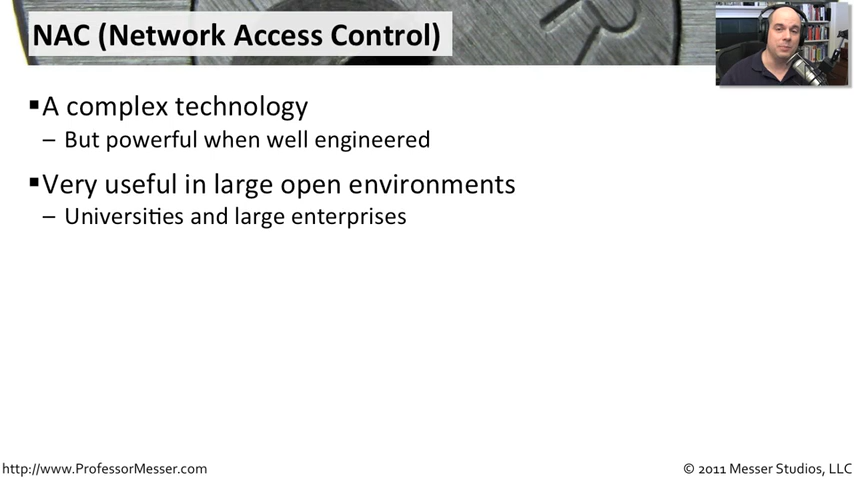 NAC (Network Access Control)
▪A complex technology
– But powerful when well engineered
▪Very useful in large open environments
– Universities and large enterprises
http://www.ProfessorMesser.com
© 2011 Messer Studios, LLC